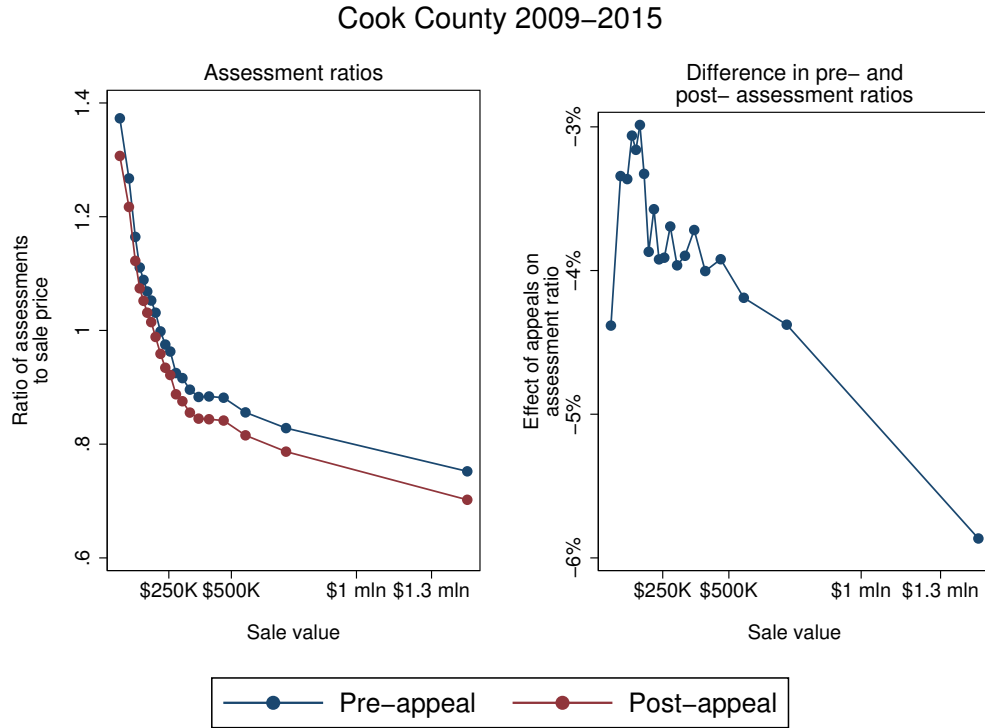 Cook County 2009−2015
Assessment ratios
1.4
1.2
1
.8
.6
Ratio of assessments
to sale price
$250K $500K $1 mln $1.3 mln
Sale value
Difference in pre− and
post− assessment ratios
−3%
−4%
−5%
−6%
Effect of appeals on
assessment ratio
$250K $500K $1 mln $1.3 mln
Sale value
Pre−appeal Post−appeal